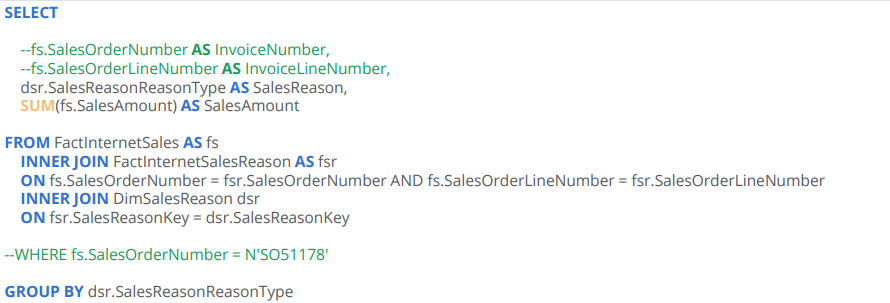 SELECT
--fs.SalesOrderNumber AS InvoiceNumber,
--fs.SalesOrderLineNumber AS InvoiceLineNumber,
dsr.SalesReasonReasonType AS SalesReason,
SUM(fs.SalesAmount) AS SalesAmount
FROM FactInternetSales AS fs
INNER JOIN FactInternetSalesReason AS fsr
ON fs.SalesOrderNumber = fsr.SalesOrderNumber AND fs.SalesOrderLineNumber = fsr.SalesOrderLineNumber
INNER JOIN DimSalesReason dsr
ON fsr.SalesReasonKey = dsr.SalesReasonKey
--WHERE fs.SalesOrderNumber = N'SO51178'
GROUP BY dsr.SalesReasonReasonType